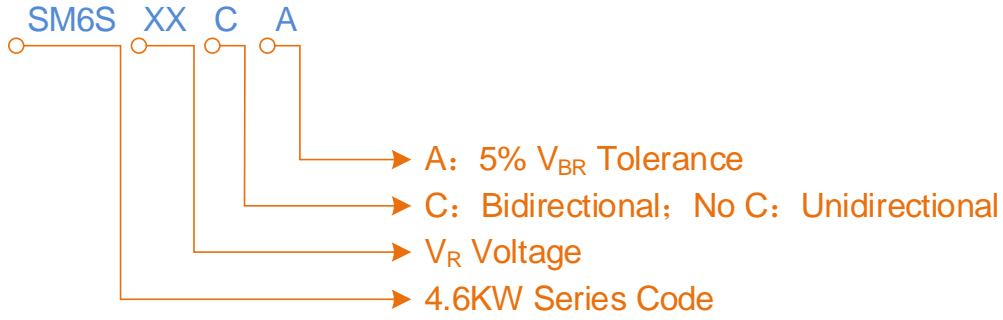 SM6S XX C A
A：5% VBR Tolerance
C：Bidirectional；No C：Unidirectional
VR Voltage
4.6KW Series Code